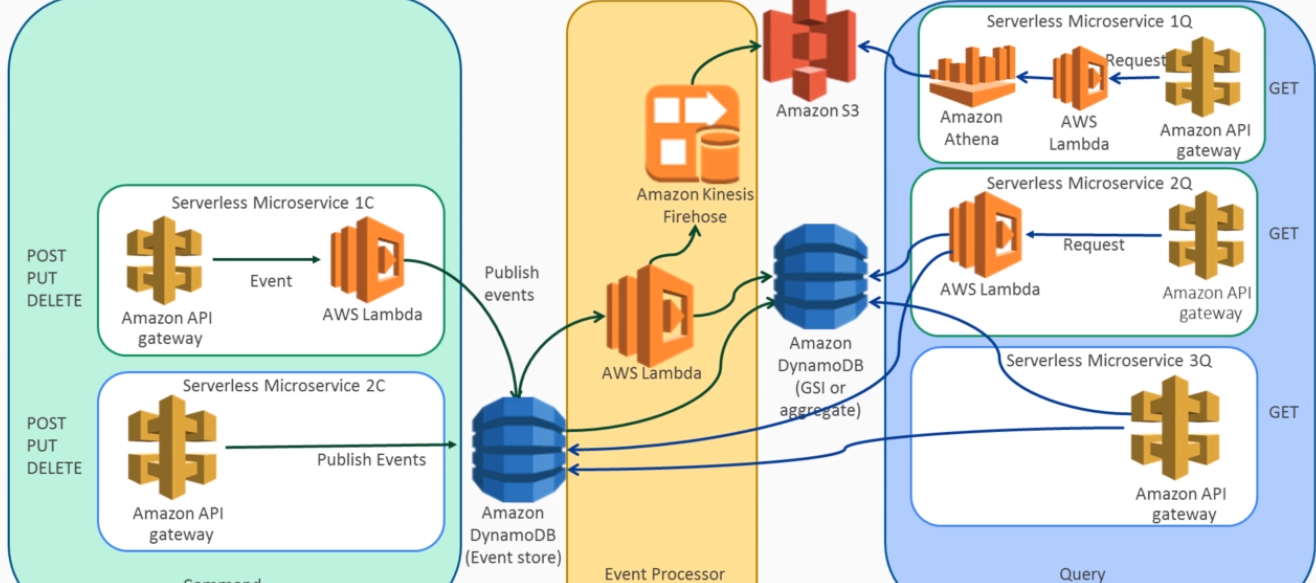 Serverless Microservice 1C
POST
PUT
DELETE
Event
Amazon API
gateway
AWS Lambda
Serverless Microservice 2C
POST
PUT
DELETE
Publish Events
Amazon API
gateway
Command
Publish
events
Amazon
DynamoDB
(Event store)
Amazon Kinesis
Firehose
AWS Lambda
Event Processor
Amazon S3
Amazon
DynamoDB
(GSI or
aggregate)
Serverless Microservice 1Q
Request
GET
Amazon
Athena
AWS
Lambda
Amazon API
gateway
Serverless Microservice 2Q
GET
Request
AWS Lambda
Amazon API
gateway
Serverless Microservice 3Q
GET
Amazon API
gateway
Query